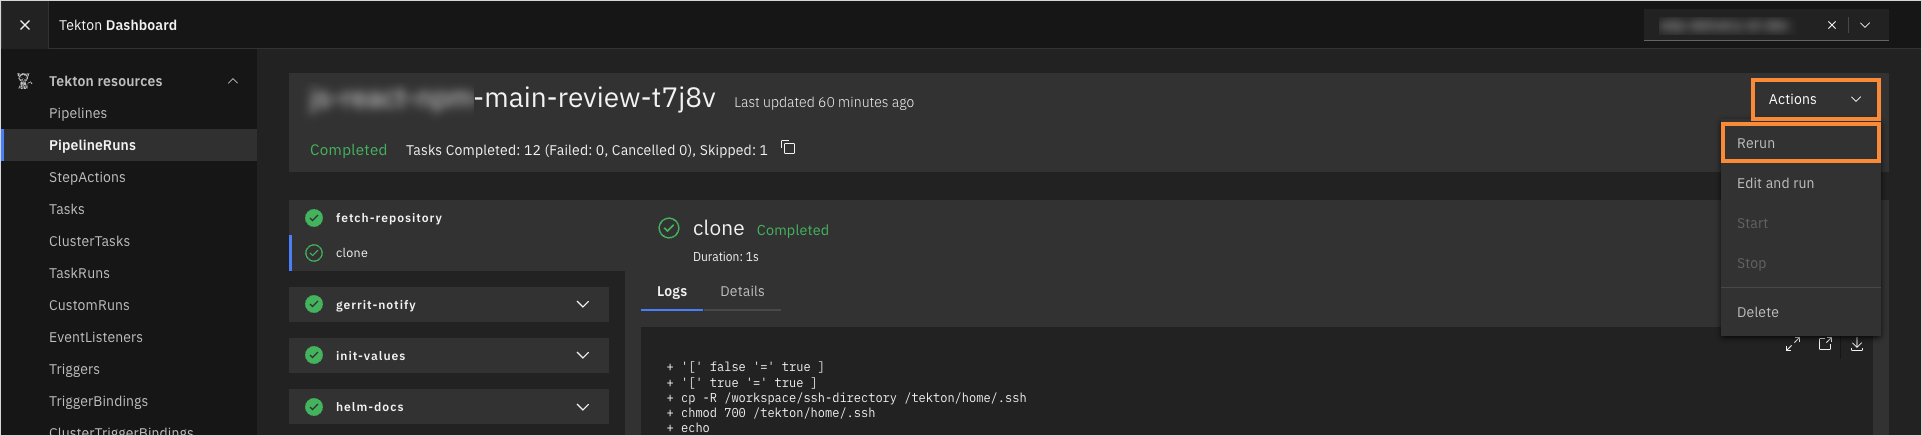 Tekton Dashboard
Tekton resources
Pipelines
PipelineRuns
StepActions
Tasks
ClusterTasks
TaskRuns
CustomRuns
EventListeners
Triggers
TriggerBindings
ClusterTriggerBindings
-main-review-t7j8v Last updated 60 minutes ago
Completed Tasks Completed: 12 (Failed: 0, Cancelled 0), Skipped: 1
Actions
Rerun
Edit and run
Start
Stop
Delete
fetch-repository
clone
gerrit-notify
init-values
helm-docs
clone Completed
Duration: 1s
Logs Details
+ '[' false '=' true ]
+ '[' true '=' true ]
+ cp -R /workspace/ssh-directory /tekton/home/.ssh
+ chmod 700 /tekton/home/.ssh
+ echo